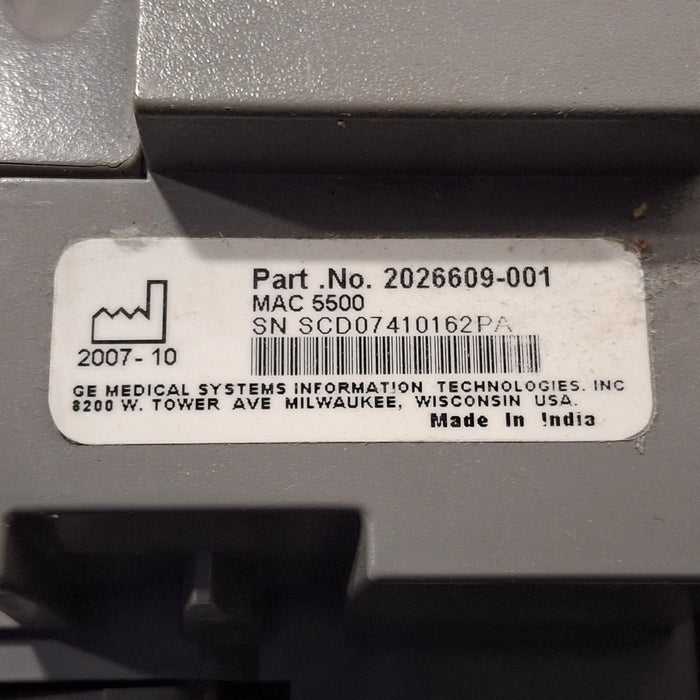 Part .No. 2026609-001
MAC 5500
SN SCD07410162PA
2007-10
GE MEDICAL SYSTEMS INFORMATION TECHNOLOGIES. INC
8200 W. TOWER AVE MILWAUKEE, WISCONSIN USA.
Made In India